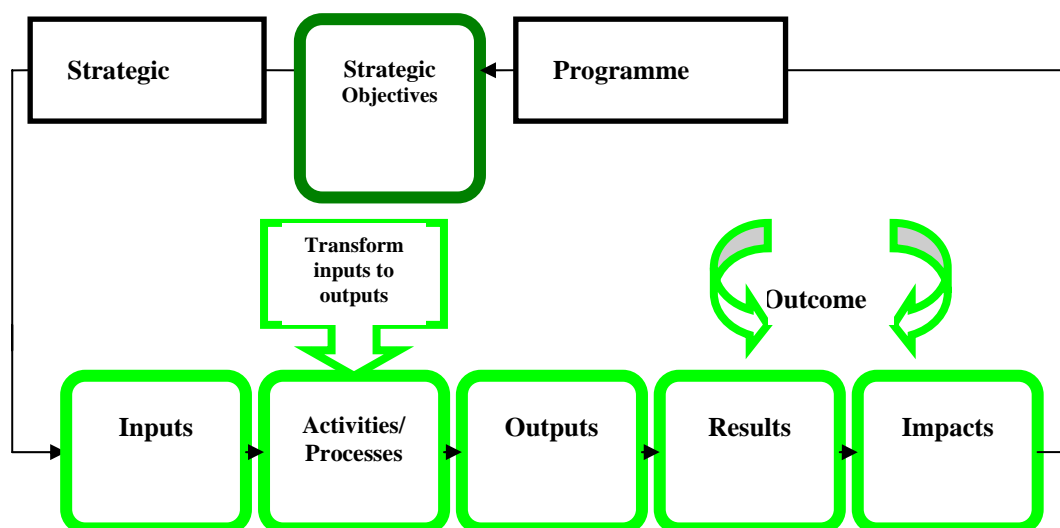 Strategic
Strategic
Objectives
Programme
Transform
inputs to
outputs
Outcome
Inputs
Activities/
Processes
Outputs
Results
Impacts